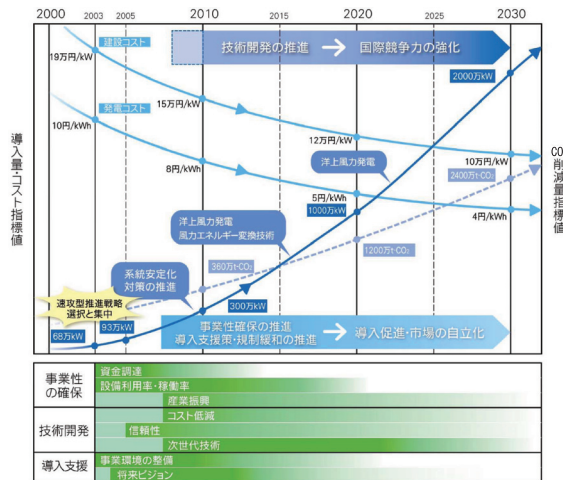 2000
2003
2005
2010
2020
2030
技術開発の推進
国際競争力の強化
建設コスト
19万円/kW
2000万kW
15万円/kW
発電コスト
10円/kWh
12万円/kW
10万円/kW
8円/kWh
洋上風力発電
2400万t-CO₂
5円/kWh
1000万kW
4円/kWh
導入量・コスト指標値
CO
削減量指標値
洋上風力発電
風力エネルギー変換技術
1200万t-CO₂
系統安定化
対策の推進
360万t-CO₂
速攻型推進戦略
選択と集中
300万kW
93万kW
68万kW
事業性確保の推進
導入支援策・規制緩和の推進
導入促進・市場の自立化
事業性
の確保
資金調達
設備利用率・稼働率
産業振興
技術開発
コスト低減
信頼性
次世代技術
導入支援
事業環境の整備
将来ビジョン